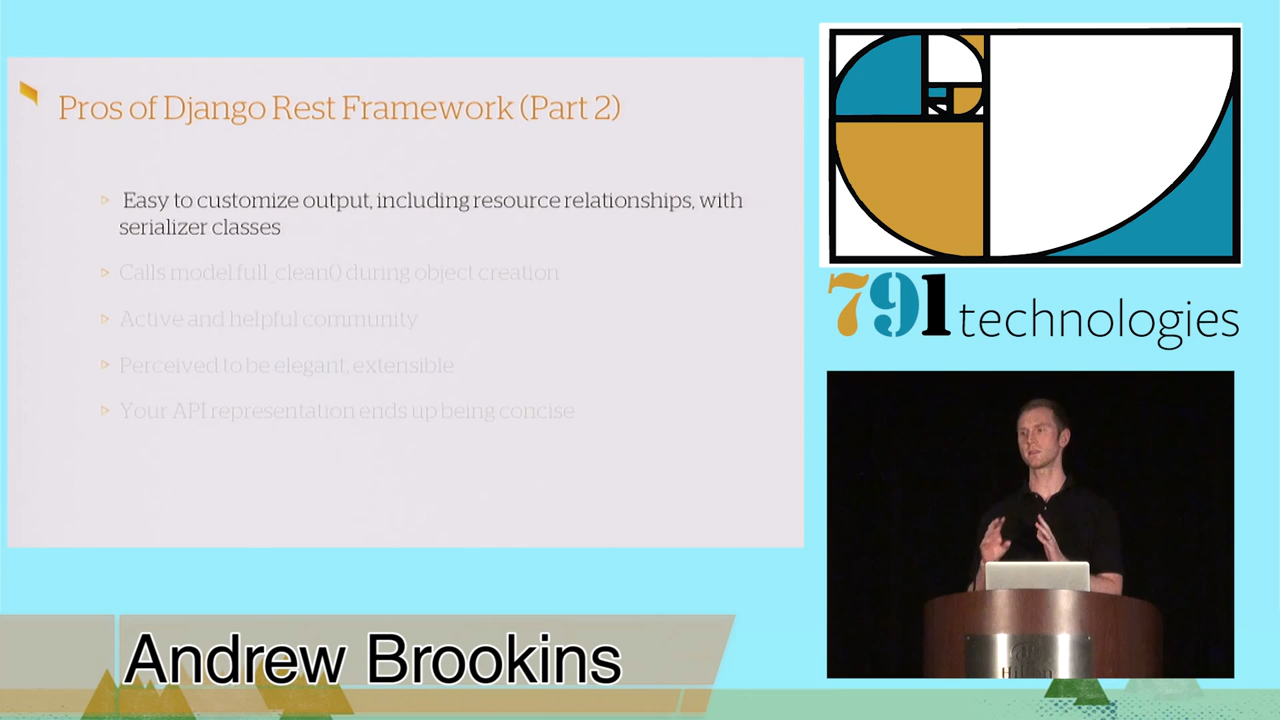 Pros of Django Rest Framework (Part 2)
Easy to customize output, including resource relationships, with
serializer classes
Calls model.full_clean() during object creation
Active and helpful community
Perceived to be elegant, extensible
Your API representation ends up being concise
791 technologies
Andrew Brookins